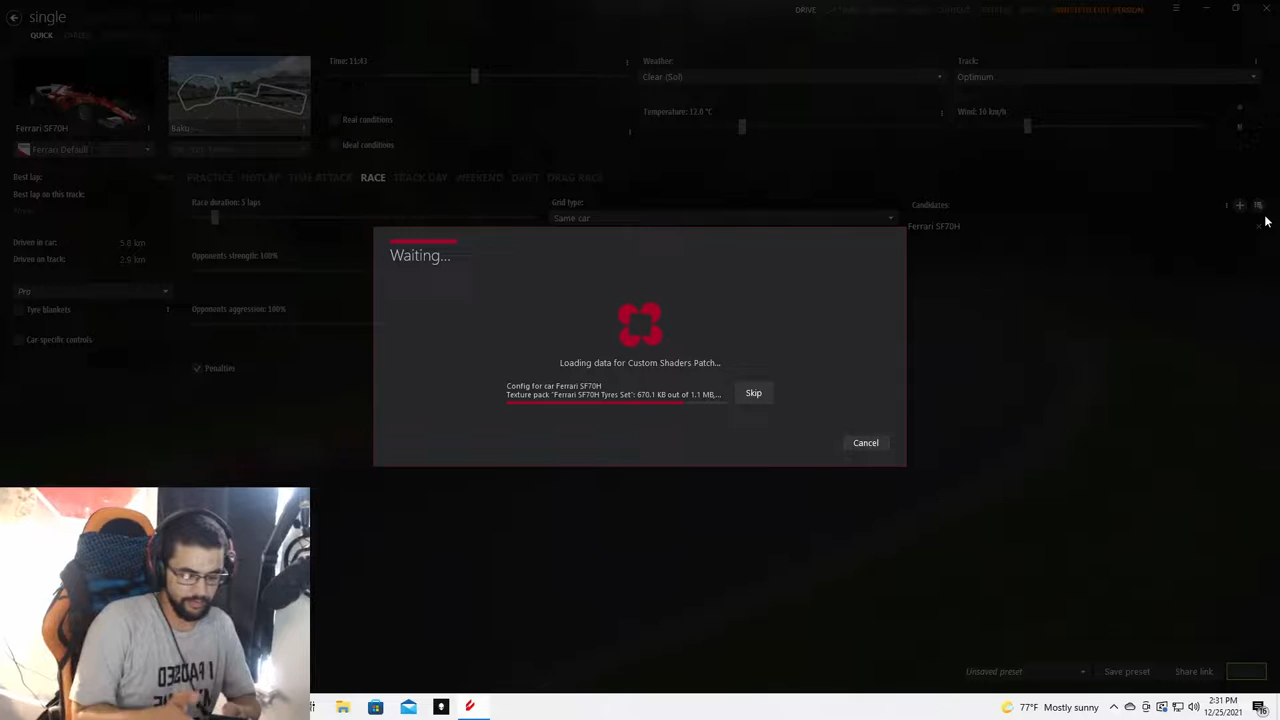 single
DRIVE
QUICK
Time: 11:43
Weather:
Track:
Clear (Sol)
Optimum
Real conditions
Temperature: 12.0 °C
Wind: 16 km/h
Ferrari SF70H
Baku
Ideal conditions
Ferrari Default
Best lap:
PRACTICE HOTLAP TIME ATTACK RACE TRACK DAY WEEKEND DRIFT DRAG RACE
Best lap on this track:
Race duration: 5 laps
Grid type:
Candidates:
Same car
Ferrari SF70H
Driven in car: 5.8 km
Driven on track: 2.9 km
Opponents strength: 100%
Waiting...
Pro
Tyre blankets
Opponents aggression: 100%
Car-specific controls
Loading data for Custom Shaders Patch...
Penalties
Config for car Ferrari SF70H
Texture pack "Ferrari SF70H Tyres Set": 670.1 KB out of 1.1 MB,...
Skip
Cancel
I PAUSED
Unsaved preset
Save preset
Share link
77°F Mostly sunny
2:31 PM
12/25/2021
16